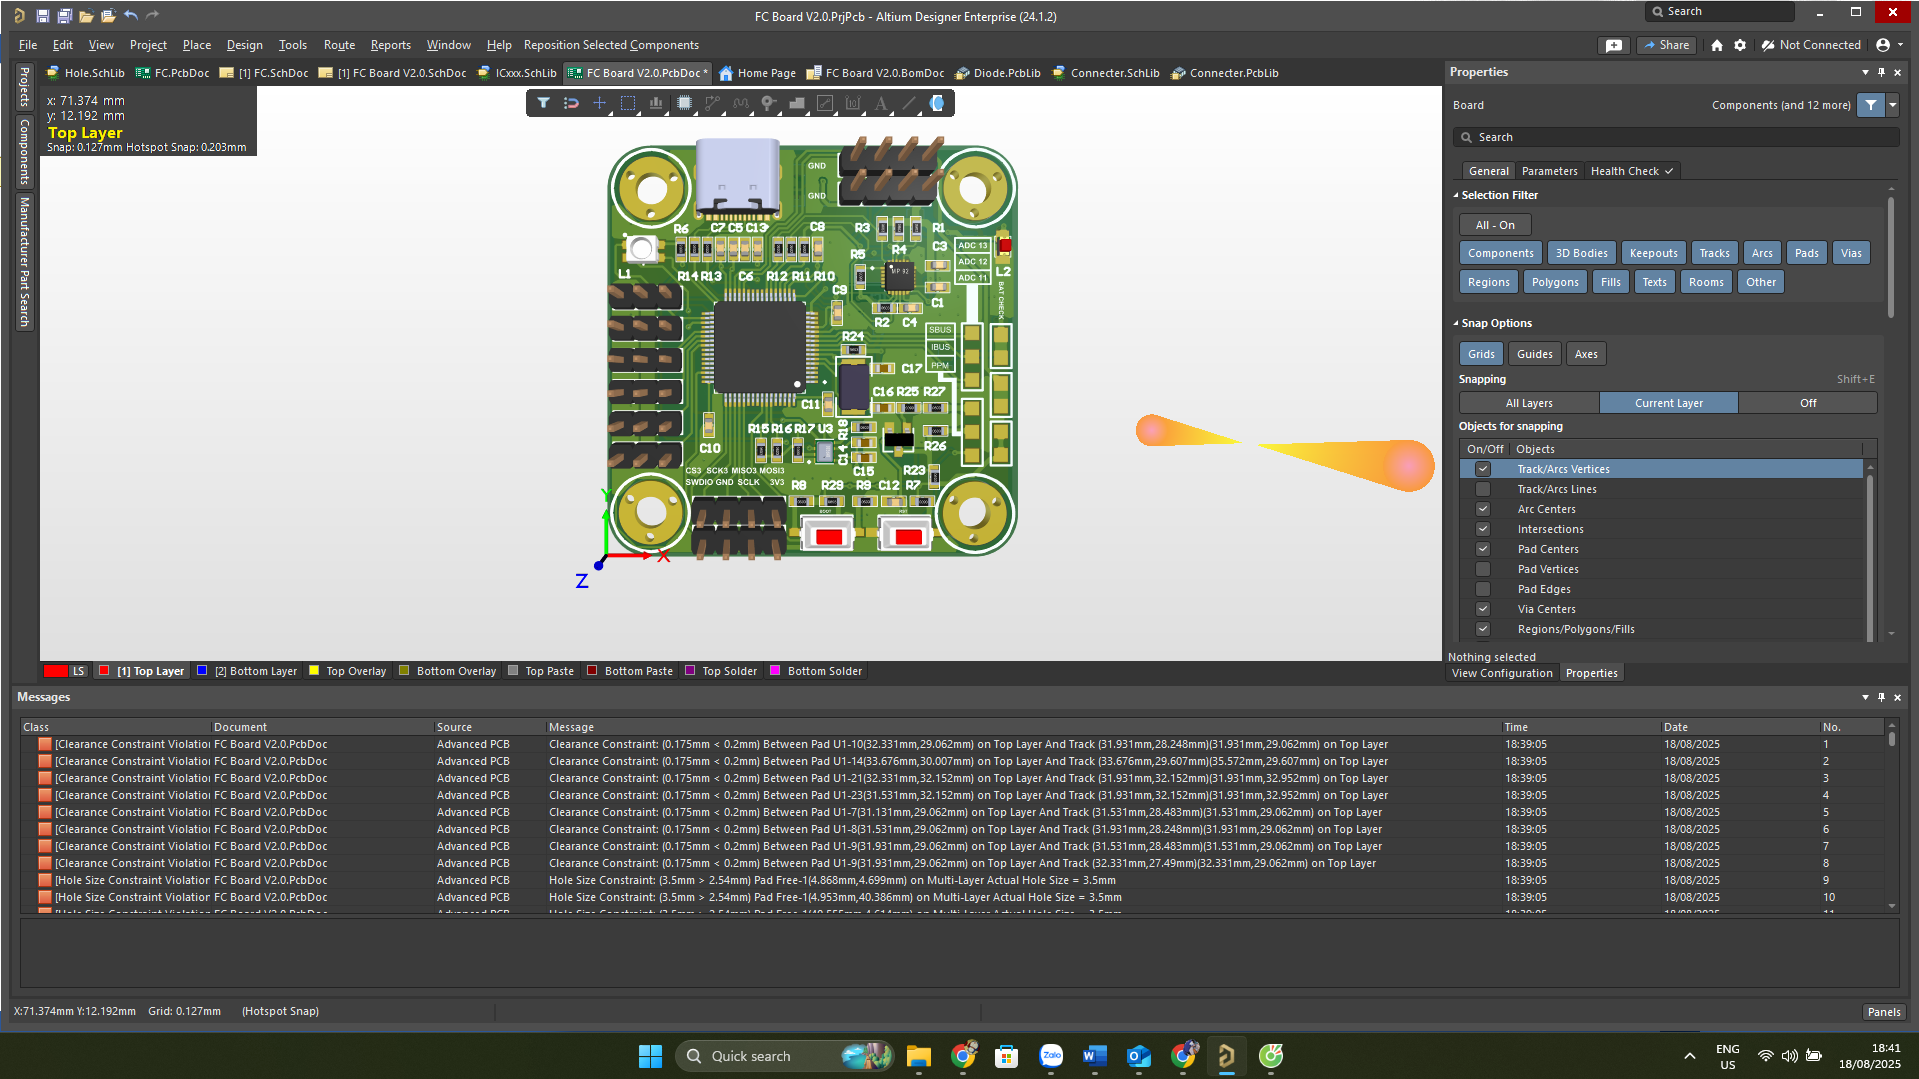 FC Board V2.0.PrjPcb - Altium Designer Enterprise (24.1.2)
Search
File Edit View Project Place Design Tools Route Reports Window Help Reposition Selected Components
Share
Not Connected
Projects
Components
Manufacturer Part Search
Hole.SchLib
FC.PcbDoc
[1] FC.SchDoc
[1] FC Board V2.0.SchDoc
ICxxx.SchLib
FC Board V2.0.PcbDoc *
Home Page
FC Board V2.0.BomDoc
Diode.PcbLib
Connecter.SchLib
Connecter.PcbLib
x: 71.374 mm
y: 12.192 mm
Top Layer
Snap: 0.127mm Hotspot Snap: 0.203mm
GND
GND
R6 C7 C5 C13 C8 R3 R1
R4 C3 ADC 13
R5 ADC 12
L1 R14 R13 C6 R12 R11 R10 ADC 11 L2
MP 92
BAT CHECK
C9 C1
R2 C4
SBUS
R24 IBUS
PPM
C17
C16 R25 R27
C11
R15 R16 R17 U3 R18
C10 R26
C14
C15
CS3 SCK3 MISO3 MOSI3 R23
SWDIO GND SCLK 3V3
R8 R29 R9 C12 R7
BOOT RST
Y
X
Z
LS [1] Top Layer [2] Bottom Layer Top Overlay Bottom Overlay Top Paste Bottom Paste Top Solder Bottom Solder
Properties
Board Components (and 12 more)
Search
General Parameters Health Check
Selection Filter
All - On
Components 3D Bodies Keepouts Tracks Arcs Pads Vias
Regions Polygons Fills Texts Rooms Other
Snap Options
Grids Guides Axes
Snapping Shift+E
All Layers Current Layer Off
Objects for snapping
On/Off Objects
Track/Arcs Vertices
Track/Arcs Lines
Arc Centers
Intersections
Pad Centers
Pad Vertices
Pad Edges
Via Centers
Regions/Polygons/Fills
Nothing selected
View Configuration Properties
Messages
Class Document Source Message Time Date No.
[Clearance Constraint Violation FC Board V2.0.PcbDoc Advanced PCB Clearance Constraint: (0.175mm < 0.2mm) Between Pad U1-10(32.331mm,29.062mm) on Top Layer And Track (31.931mm,28.248mm)(31.931mm,29.062mm) on Top Layer 18:39:05 18/08/2025 1
[Clearance Constraint Violation FC Board V2.0.PcbDoc Advanced PCB Clearance Constraint: (0.175mm < 0.2mm) Between Pad U1-14(33.676mm,30.007mm) on Top Layer And Track (33.676mm,29.607mm)(35.572mm,29.607mm) on Top Layer 18:39:05 18/08/2025 2
[Clearance Constraint Violation FC Board V2.0.PcbDoc Advanced PCB Clearance Constraint: (0.175mm < 0.2mm) Between Pad U1-21(32.331mm,32.152mm) on Top Layer And Track (31.931mm,32.152mm)(31.931mm,32.952mm) on Top Layer 18:39:05 18/08/2025 3
[Clearance Constraint Violation FC Board V2.0.PcbDoc Advanced PCB Clearance Constraint: (0.175mm < 0.2mm) Between Pad U1-23(31.531mm,32.152mm) on Top Layer And Track (31.931mm,32.152mm)(31.931mm,32.952mm) on Top Layer 18:39:05 18/08/2025 4
[Clearance Constraint Violation FC Board V2.0.PcbDoc Advanced PCB Clearance Constraint: (0.175mm < 0.2mm) Between Pad U1-7(31.131mm,29.062mm) on Top Layer And Track (31.531mm,28.483mm)(31.531mm,29.062mm) on Top Layer 18:39:05 18/08/2025 5
[Clearance Constraint Violation FC Board V2.0.PcbDoc Advanced PCB Clearance Constraint: (0.175mm < 0.2mm) Between Pad U1-8(31.531mm,29.062mm) on Top Layer And Track (31.931mm,28.248mm)(31.931mm,29.062mm) on Top Layer 18:39:05 18/08/2025 6
[Clearance Constraint Violation FC Board V2.0.PcbDoc Advanced PCB Clearance Constraint: (0.175mm < 0.2mm) Between Pad U1-9(31.931mm,29.062mm) on Top Layer And Track (31.531mm,28.483mm)(31.531mm,29.062mm) on Top Layer 18:39:05 18/08/2025 7
[Clearance Constraint Violation FC Board V2.0.PcbDoc Advanced PCB Clearance Constraint: (0.175mm < 0.2mm) Between Pad U1-9(31.931mm,29.062mm) on Top Layer And Track (32.331mm,27.49mm)(32.331mm,29.062mm) on Top Layer 18:39:05 18/08/2025 8
[Hole Size Constraint Violation FC Board V2.0.PcbDoc Advanced PCB Hole Size Constraint: (3.5mm > 2.54mm) Pad Free-1(4.868mm,4.699mm) on Multi-Layer Actual Hole Size = 3.5mm 18:39:05 18/08/2025 9
[Hole Size Constraint Violation FC Board V2.0.PcbDoc Advanced PCB Hole Size Constraint: (3.5mm > 2.54mm) Pad Free-1(4.953mm,40.386mm) on Multi-Layer Actual Hole Size = 3.5mm 18:39:05 18/08/2025 10
X:71.374mm Y:12.192mm Grid: 0.127mm (Hotspot Snap)
Panels
Quick search
Zalo
ENG
US
18:41
18/08/2025